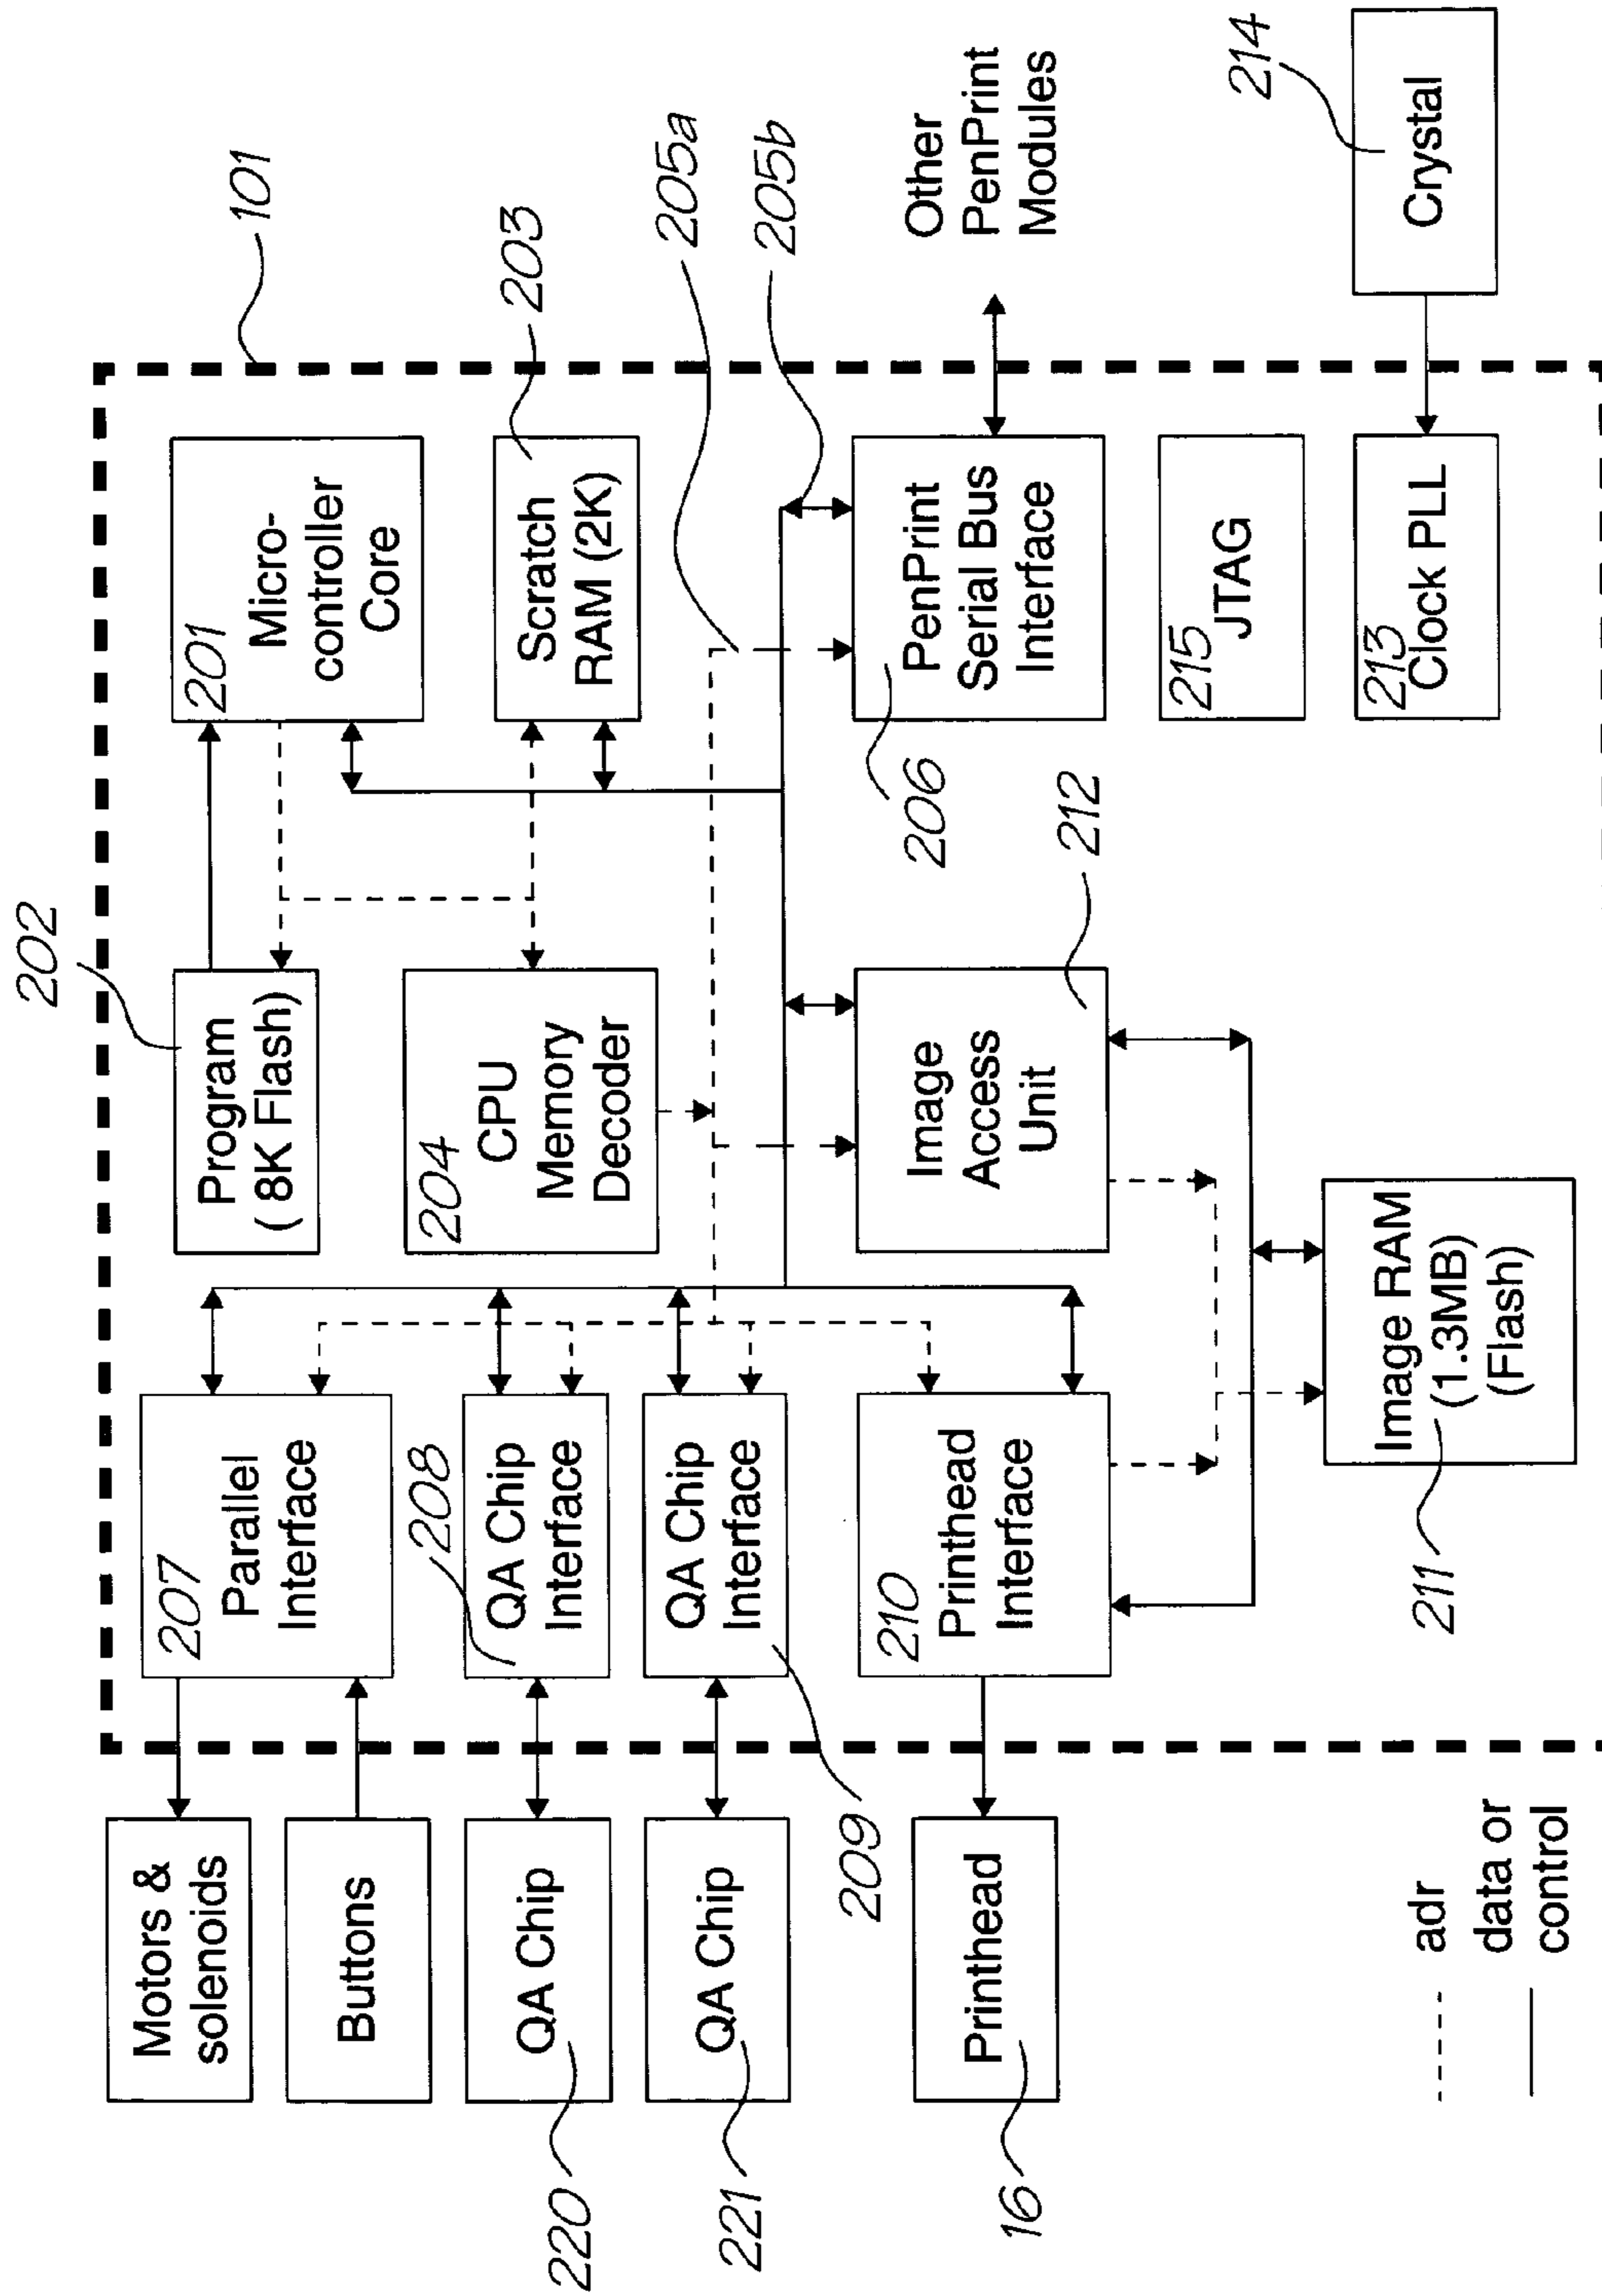 Motors &
solenoids
Buttons
QA Chip
220
QA Chip
221
Printhead
16
adr
data or
control
207
Parallel
Interface
208
QA Chip
Interface
QA Chip
Interface
209
210
Printhead
Interface
202
Program
( 8K Flash)
204
CPU
Memory
Decoder
Image
Access
Unit
212
Image RAM
(1.3MB)
(Flash)
211
101
201
Micro-
controller
Core
203
Scratch
RAM (2K)
205a
205b
206
PenPrint
Serial Bus
Interface
Other
PenPrint
Modules
215
JTAG
213
Clock PLL
214
Crystal